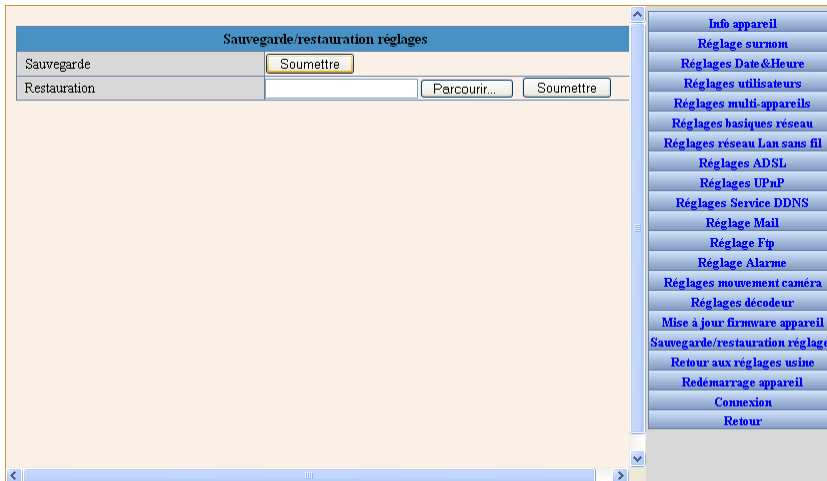 Sauvegarde/restauration réglages
Sauvegarde Soumettre
Restauration Parcourir... Soumettre
Info appareil
Réglage surnom
Réglages Date&Heure
Réglages utilisateurs
Réglages multi-appareils
Réglages basiques réseau
Réglages réseau Lan sans fil
Réglages ADSL
Réglages UPnP
Réglages Service DDNS
Réglage Mail
Réglage Ftp
Réglage Alarme
Réglages mouvement caméra
Réglages décodeur
Mise à jour firmware appareil
Sauvegarde/restauration réglage
Retour aux réglages usine
Redémarrage appareil
Connexion
Retour